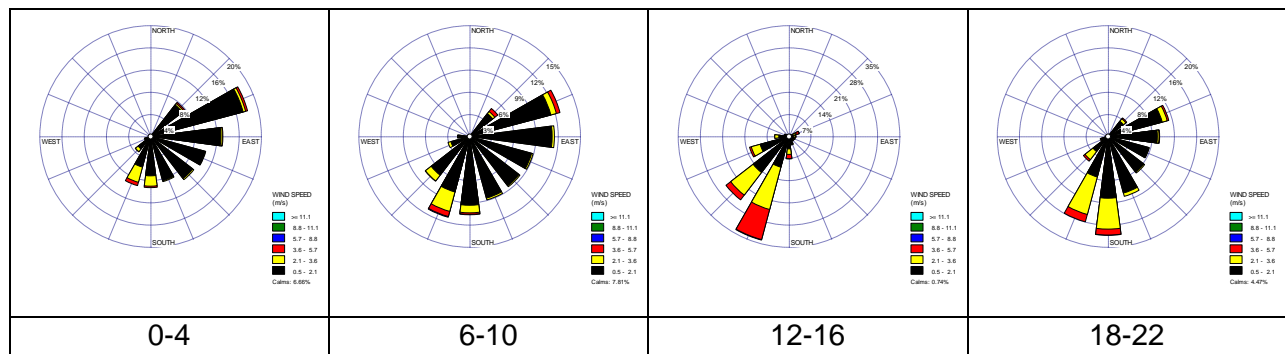 NORTH
20%
16%
12%
8%
4%
WEST
EAST
SOUTH
WIND SPEED
(m/s)
>= 11.1
8.8 - 11.1
5.7 - 8.8
3.6 - 5.7
2.1 - 3.6
0.5 - 2.1
Calms: 6.66%
0-4
NORTH
15%
12%
9%
6%
3%
WEST
EAST
SOUTH
WIND SPEED
(m/s)
>= 11.1
8.8 - 11.1
5.7 - 8.8
3.6 - 5.7
2.1 - 3.6
0.5 - 2.1
Calms: 7.81%
6-10
NORTH
35%
28%
21%
14%
7%
WEST
EAST
SOUTH
WIND SPEED
(m/s)
>= 11.1
8.8 - 11.1
5.7 - 8.8
3.6 - 5.7
2.1 - 3.6
0.5 - 2.1
Calms: 0.74%
12-16
NORTH
20%
16%
12%
8%
4%
WEST
EAST
SOUTH
WIND SPEED
(m/s)
>= 11.1
8.8 - 11.1
5.7 - 8.8
3.6 - 5.7
2.1 - 3.6
0.5 - 2.1
Calms: 4.47%
18-22